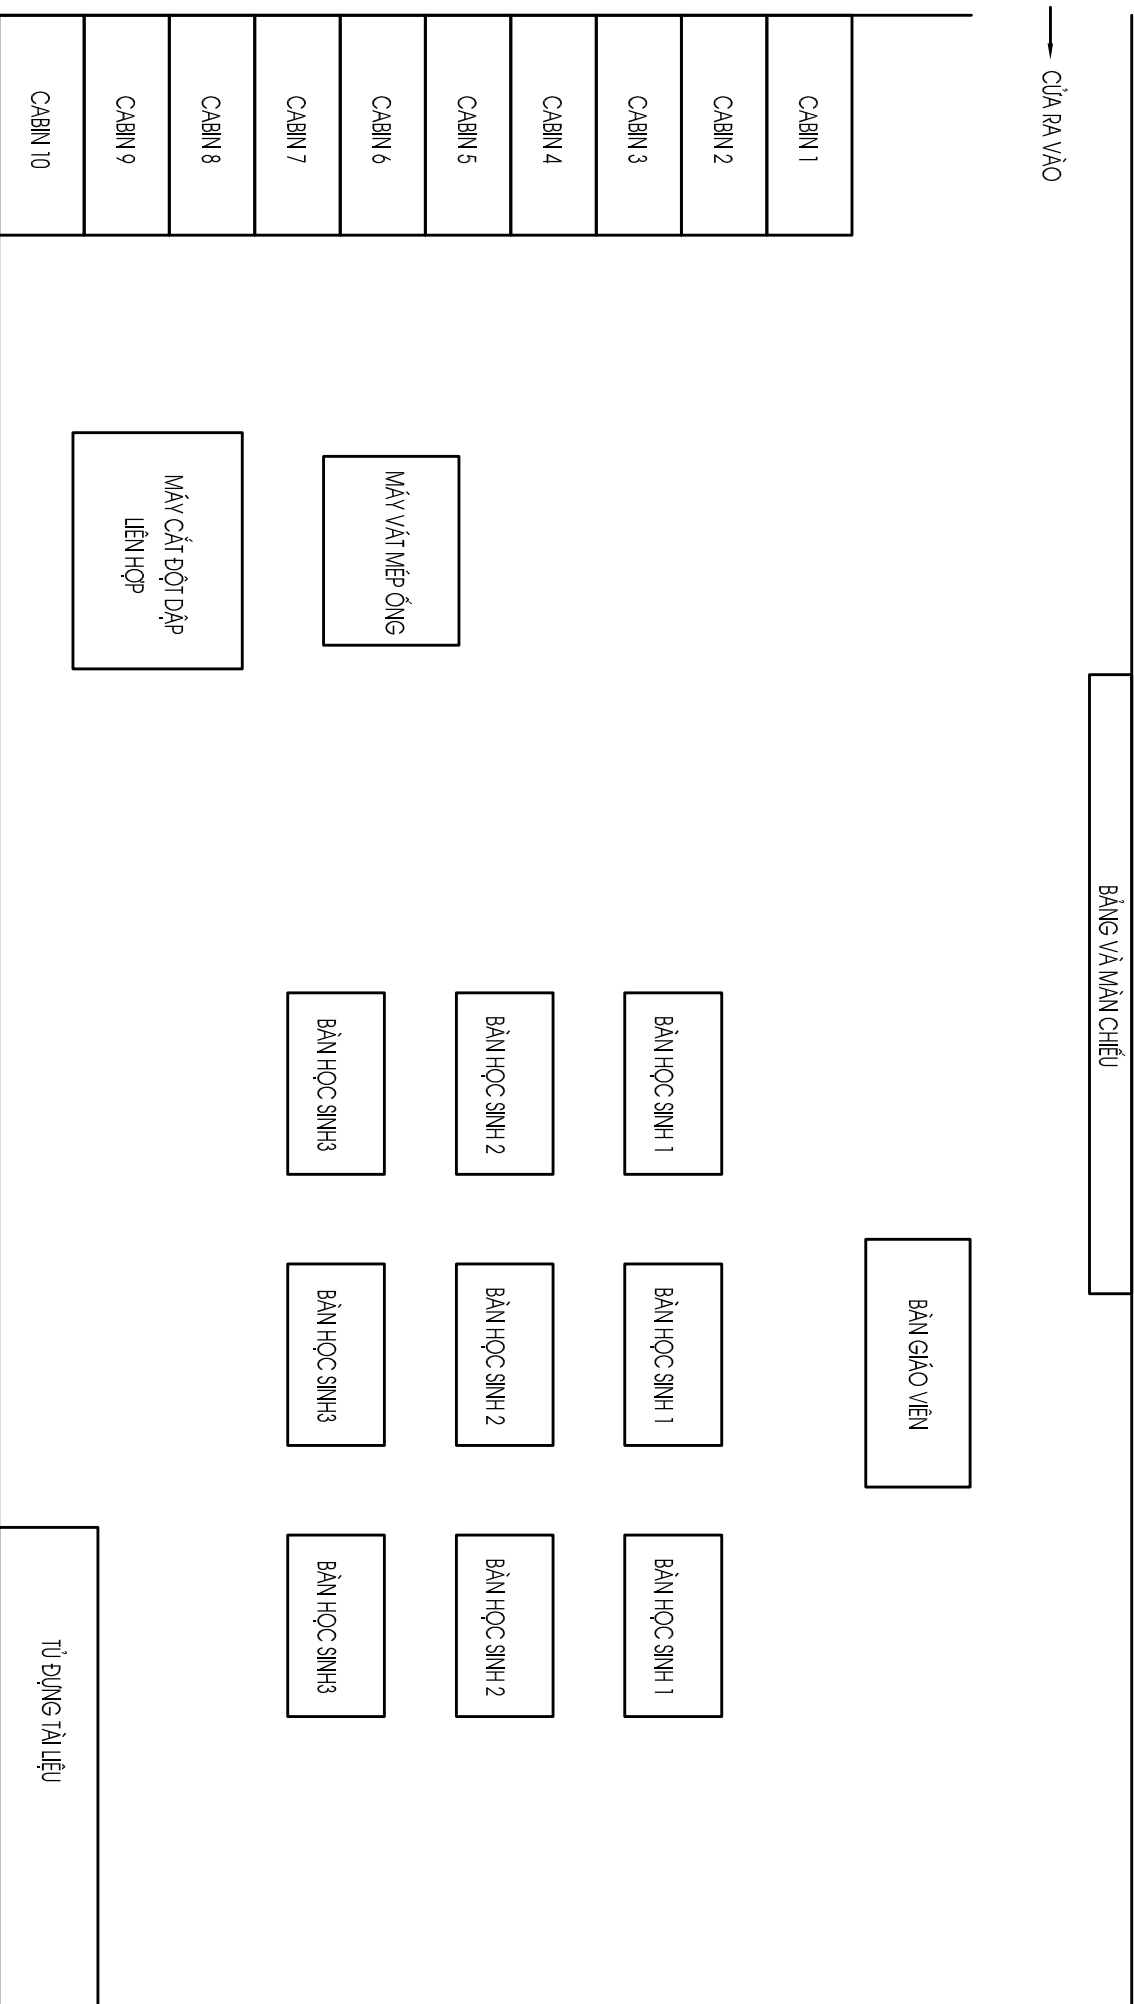 CỬA RA VÀO
BẢNG VÀ MÀN CHIẾU
CABIN 1
CABIN 2
CABIN 3
CABIN 4
CABIN 5
CABIN 6
CABIN 7
CABIN 8
CABIN 9
CABIN 10
BÀN GIÁO VIÊN
BÀN HỌC SINH 1
BÀN HỌC SINH 1
BÀN HỌC SINH 1
BÀN HỌC SINH 2
BÀN HỌC SINH 2
BÀN HỌC SINH 2
MÁY VÁT MÉP ỐNG
BÀN HỌC SINH3
BÀN HỌC SINH3
BÀN HỌC SINH3
MÁY CẮT ĐỘT DẬP
LIÊN HỢP
TỦ ĐỰNG TÀI LIỆU